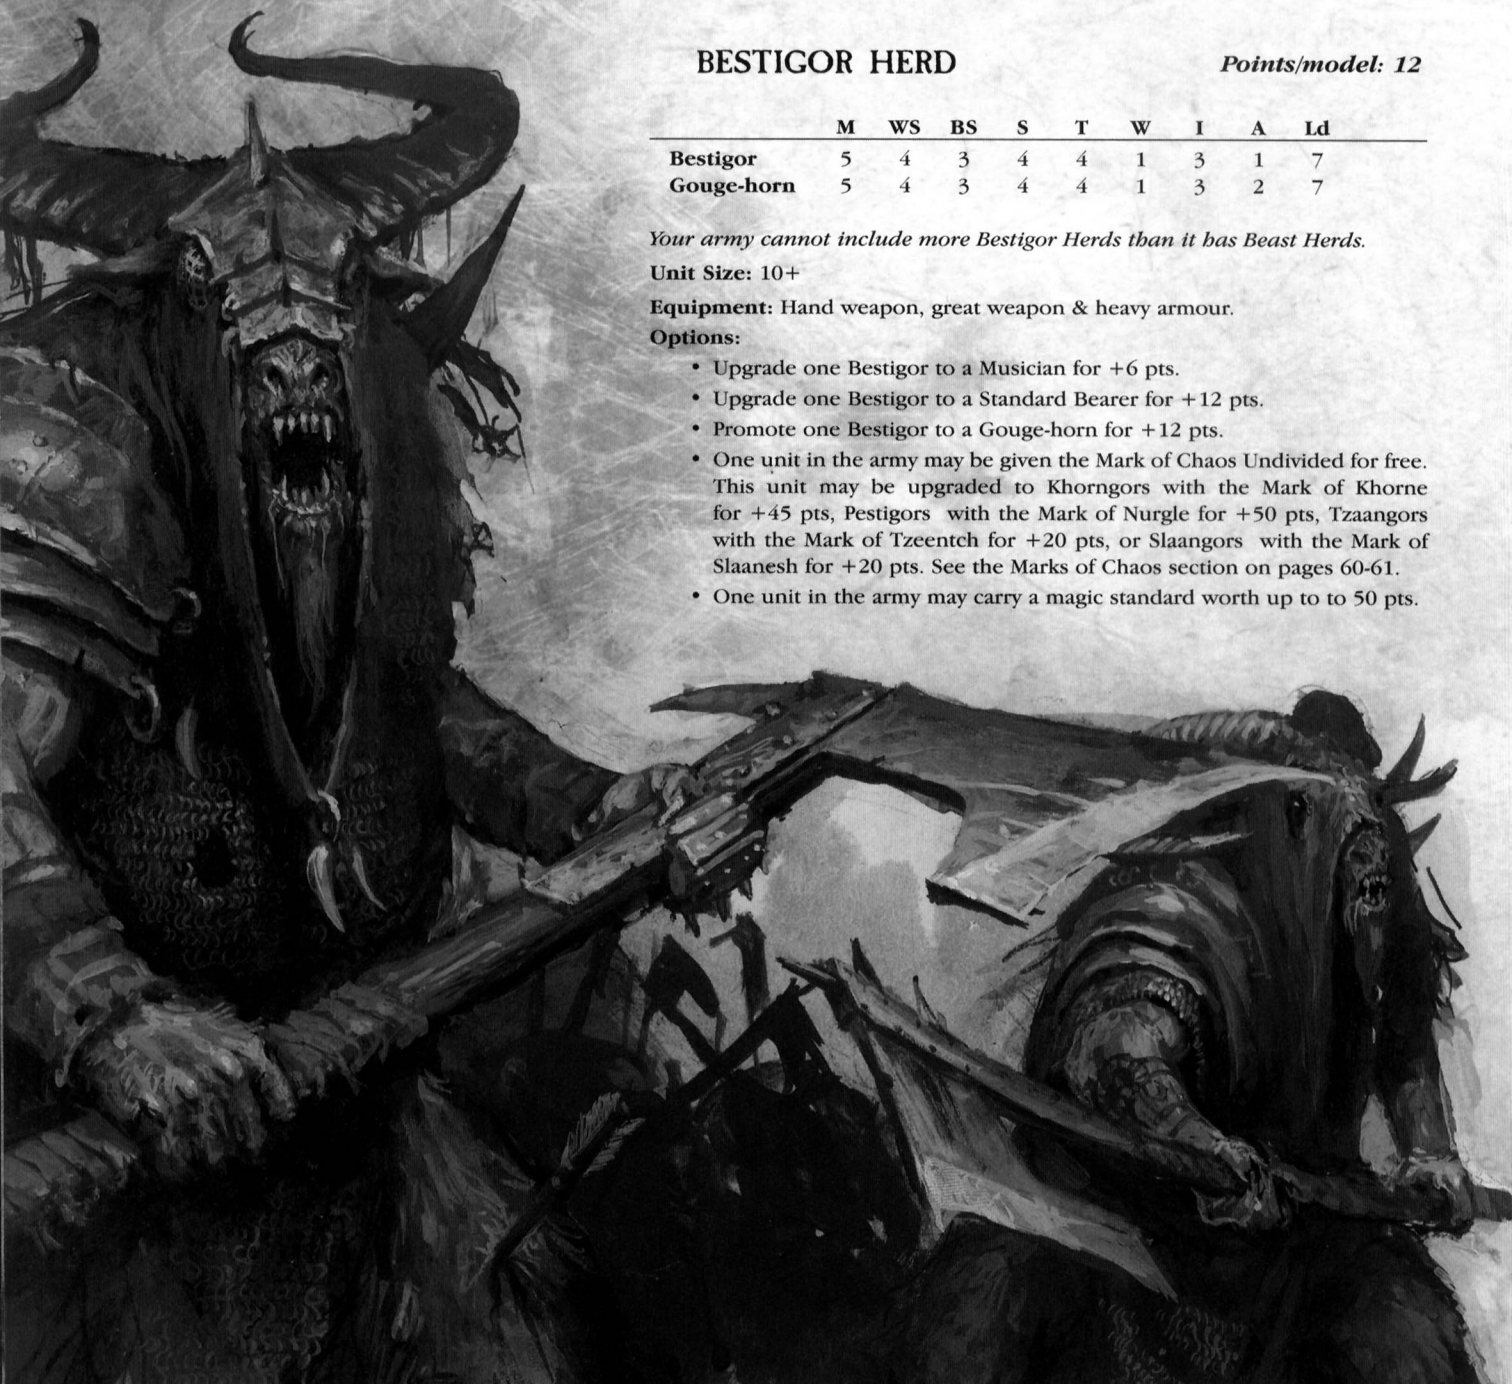 BESTIGOR HERD Points/model: 12
M WS BS S T W I A Ld
Bestigor 5 4 3 4 4 1 3 1 7
Gouge-horn 5 4 3 4 4 1 3 2 7
Your army cannot include more Bestigor Herds than it has Beast Herds.
Unit Size: 10+
Equipment: Hand weapon, great weapon & heavy armour.
Options:
• Upgrade one Bestigor to a Musician for +6 pts.
• Upgrade one Bestigor to a Standard Bearer for +12 pts.
• Promote one Bestigor to a Gouge-horn for +12 pts.
• One unit in the army may be given the Mark of Chaos Undivided for free.
This unit may be upgraded to Khorngors with the Mark of Khorne
for +45 pts, Pestigors with the Mark of Nurgle for +50 pts, Tzaangors
with the Mark of Tzeentch for +20 pts, or Slaangors with the Mark of
Slaanesh for +20 pts. See the Marks of Chaos section on pages 60-61.
• One unit in the army may carry a magic standard worth up to to 50 pts.